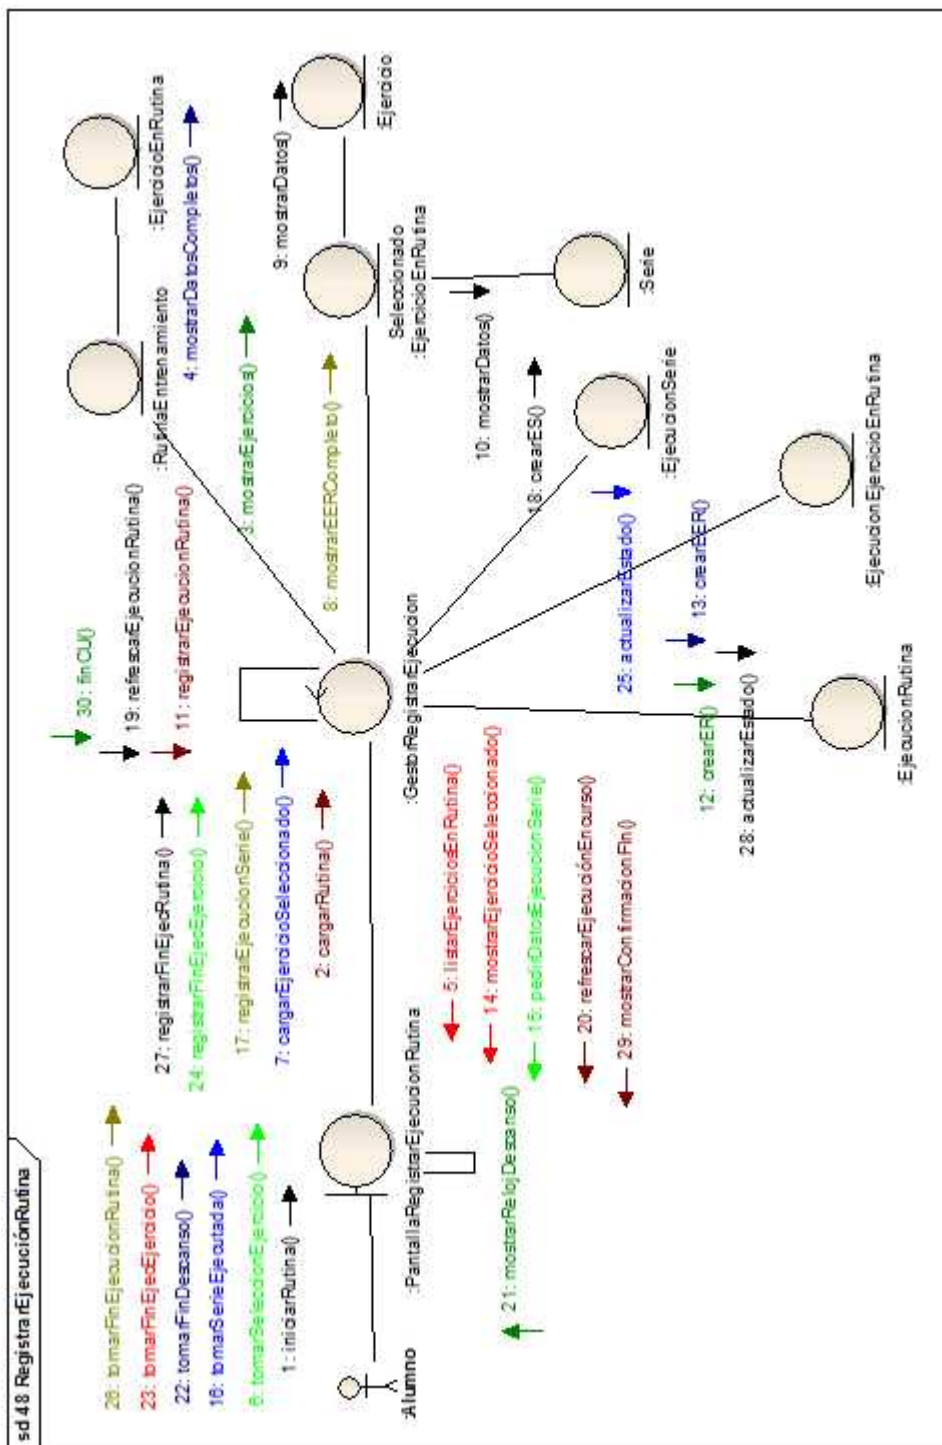 sd 48 RegistrarEjecuciónRutina
26: tomarFinEjecucionRutina()
23: tomarFinEjecEjercicio()
22: tomarFinDescanso()
16: tomarSerieEjecutada()
6: tomarSeleccionEjercicio()
1: iniciarRutina()
:Alumno
:PantallaRegistrarEjecucionRutina
21: mostrarRelojDescanso()
30: finCU()
19: refrescarEjecucionRutina()
11: registrarEjecucionRutina()
27: registrarFinEjecRutina()
24: registrarFinEjecEjercicio()
17: registrarEjecucionSerie()
7: cargarEjercicioSeleccionado()
2: cargarRutina()
:GestorRegistrarEjecucion
5: listarEjerciciosEnRutina()
14: mostrarEjercicioSeleccionado()
15: pedirDatosEjecucionSerie()
20: refrescarEjecuciónEncurso()
29: mostrarConfirmacionFin()
:RutinaEntrenamiento
:EjercicioEnRutina
4: mostrarDatosCompletos()
3: mostrarEjercicios()
8: mostrarEERCompleto()
9: mostrarDatos()
:Ejercicio
Seleccionado
:EjercicioEnRutina
10: mostrarDatos()
:Serie
18: crearES()
:EjecucionSerie
25: actualizarEstado()
13: crearEER()
:EjecucionEjercicioEnRutina
12: crearER()
28: actualizarEstado()
:EjecucionRutina